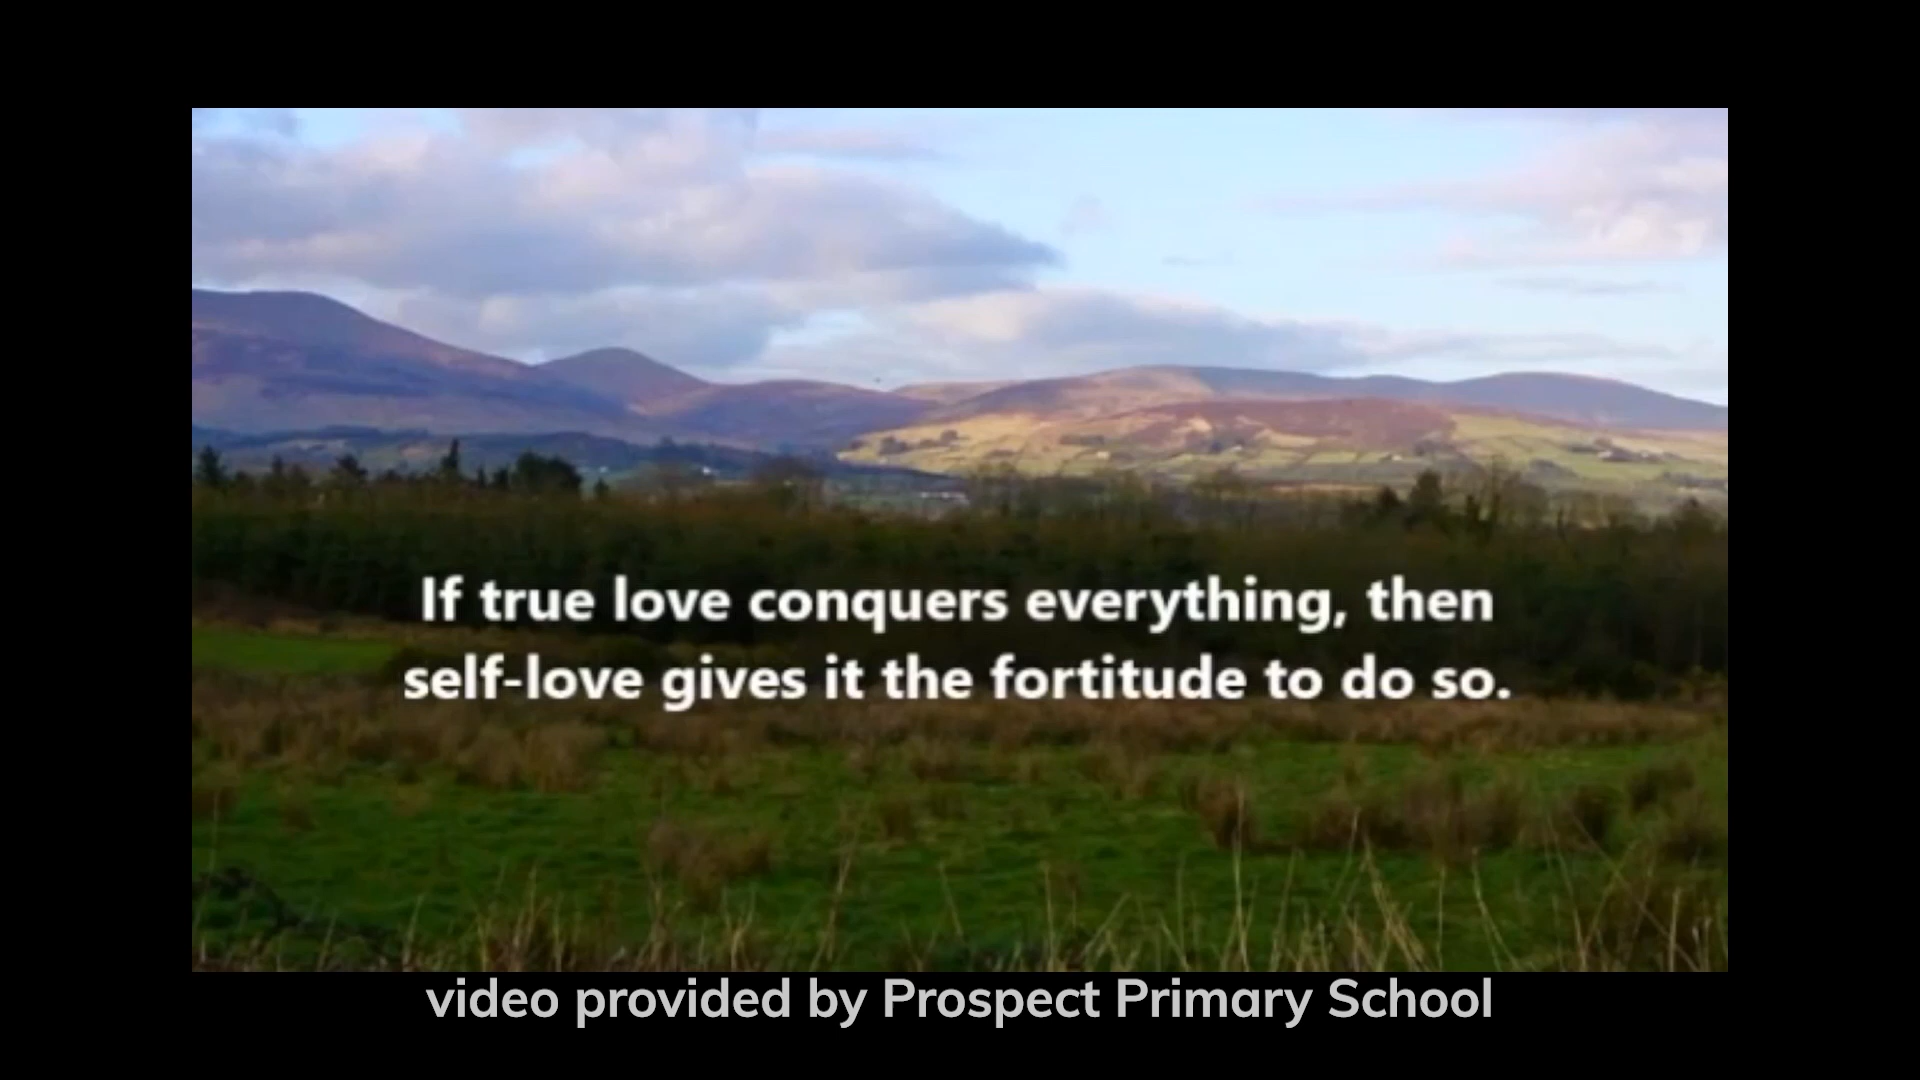 If true love conquers everything, then
self-love gives it the fortitude to do so.
video provided by Prospect Primary School